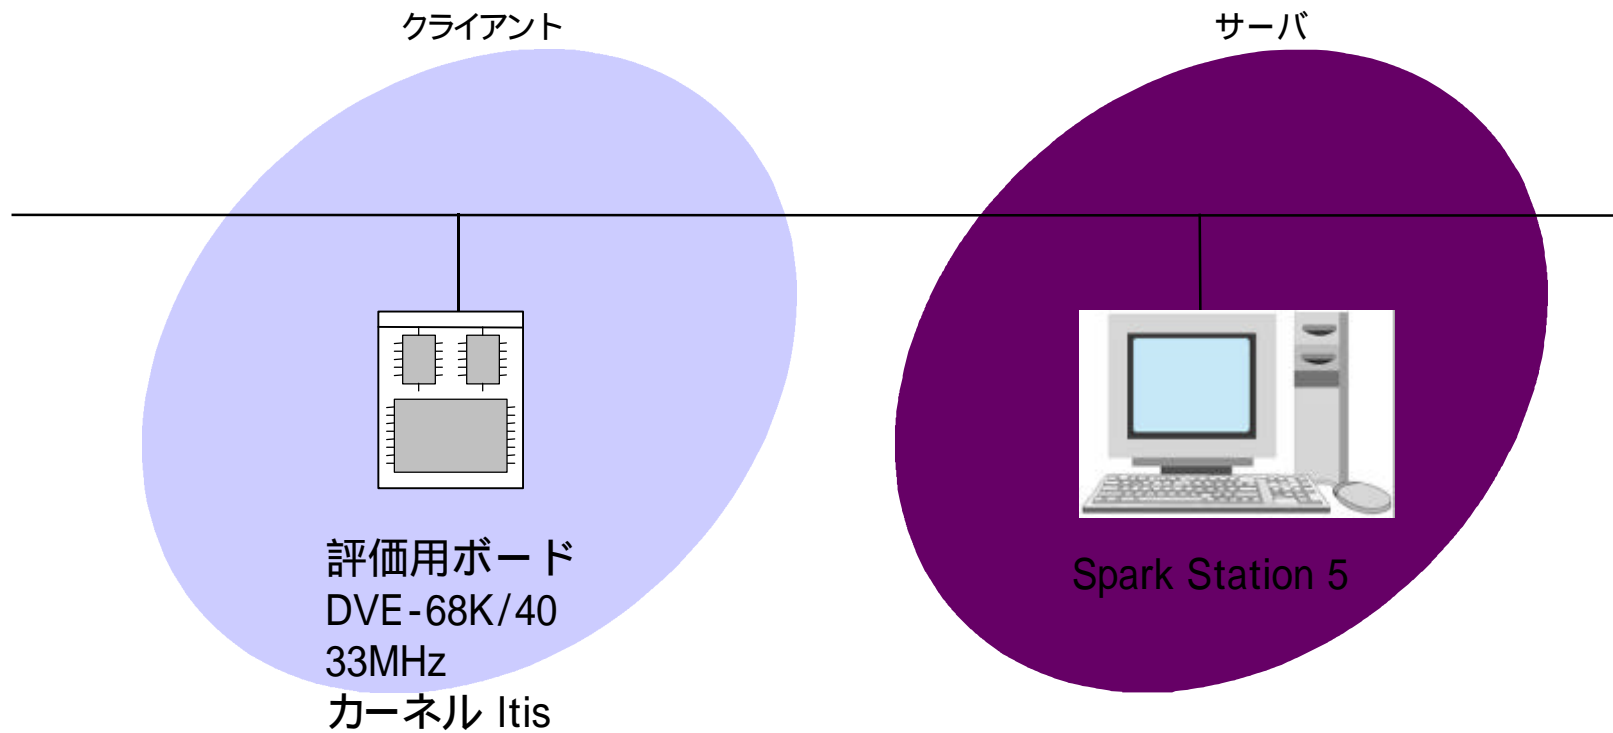 クライアント
サーバ
評価用ボード
DVE-68K/40
33MHz
カーネル Itis
Spark Station 5